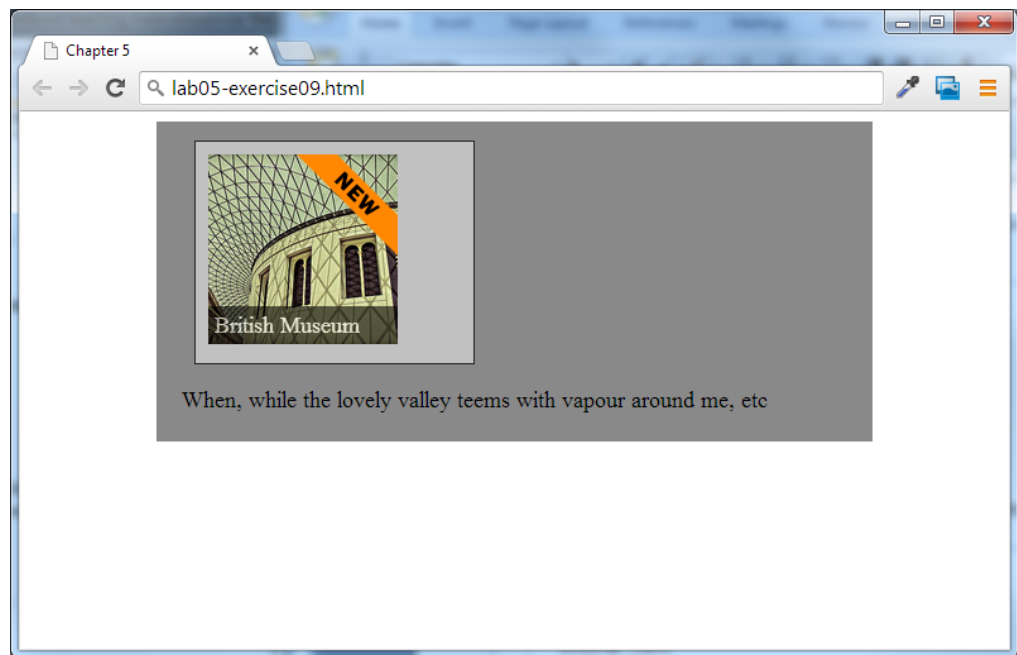 Chapter 5
lab05-exercise09.html
NEW
British Museum
When, while the lovely valley teems with vapour around me, etc